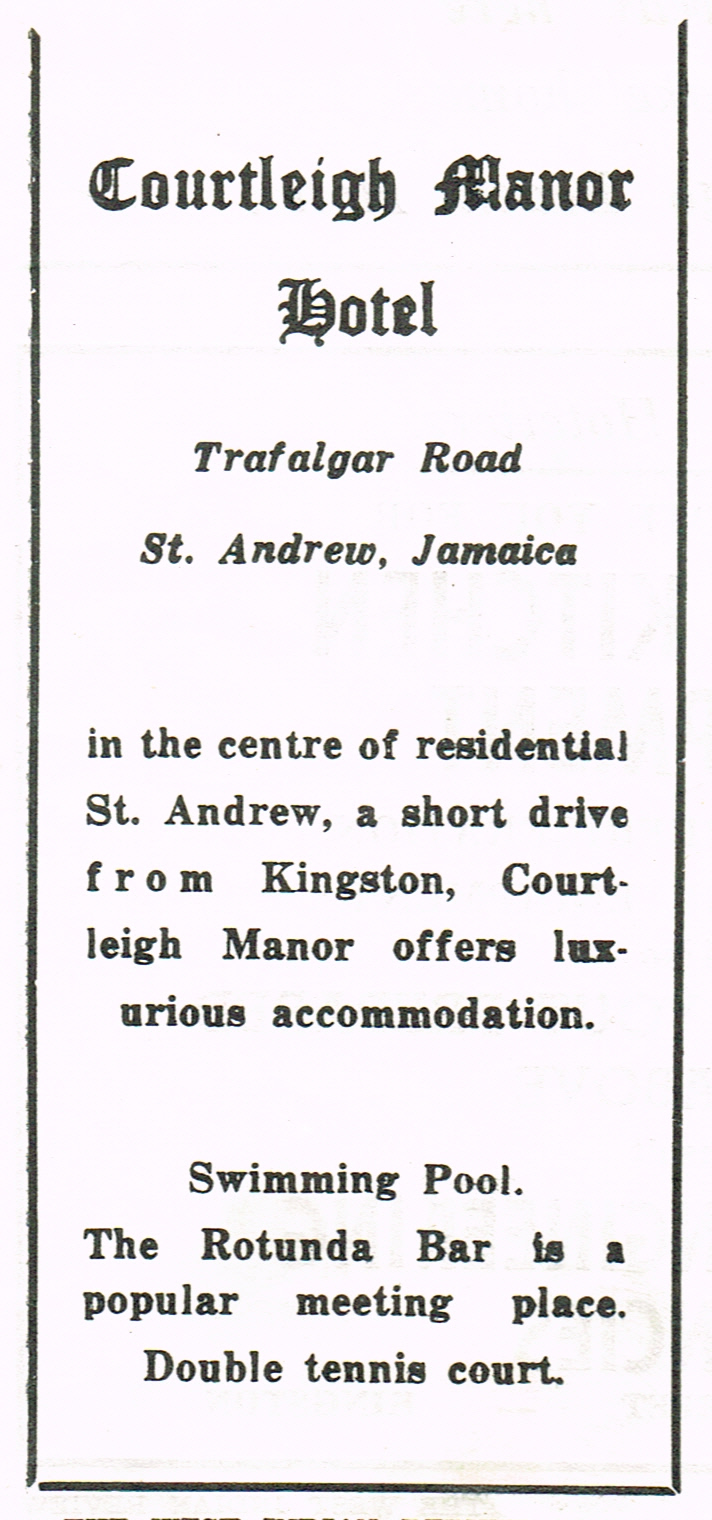 Courtleigh Manor
Hotel
Trafalgar Road
St. Andrew, Jamaica
in the centre of residential
St. Andrew, a short drive
from Kingston, Court-
leigh Manor offers lux-
urious accommodation.
Swimming Pool.
The Rotunda Bar is a
popular meeting place.
Double tennis court.